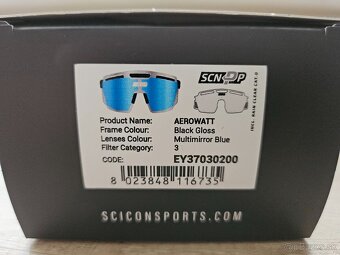 SCNPP
INCL. RAIN CLEAR CAT.0
Product Name: AEROWATT
Frame Colour: Black Gloss
Lenses Colour: Multimirror Blue
Filter Category: 3
CODE: EY37030200
8 023848 116735
SCICONSPORTS.COM